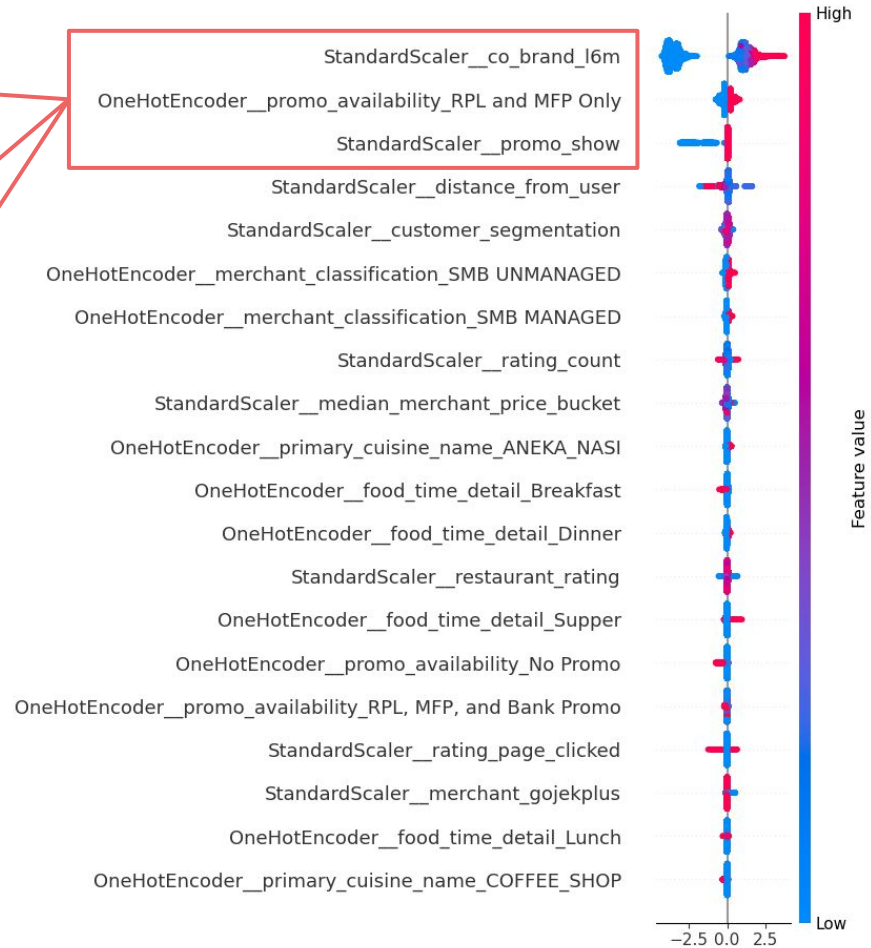 High
StandardScaler__co_brand_l6m
OneHotEncoder__promo_availability_RPL and MFP Only
StandardScaler__promo_show
StandardScaler__distance_from_user
StandardScaler__customer_segmentation
OneHotEncoder__merchant_classification_SMB UNMANAGED
OneHotEncoder__merchant_classification_SMB MANAGED
StandardScaler__rating_count
StandardScaler__median_merchant_price_bucket
OneHotEncoder__primary_cuisine_name_ANEKA_NASI
OneHotEncoder__food_time_detail_Breakfast
OneHotEncoder__food_time_detail_Dinner
StandardScaler__restaurant_rating
OneHotEncoder__food_time_detail_Supper
OneHotEncoder__promo_availability_No Promo
OneHotEncoder__promo_availability_RPL, MFP, and Bank Promo
StandardScaler__rating_page_clicked
StandardScaler__merchant_gojekplus
OneHotEncoder__food_time_detail_Lunch
OneHotEncoder__primary_cuisine_name_COFFEE_SHOP
Feature value
Low
−2.5 0.0 2.5